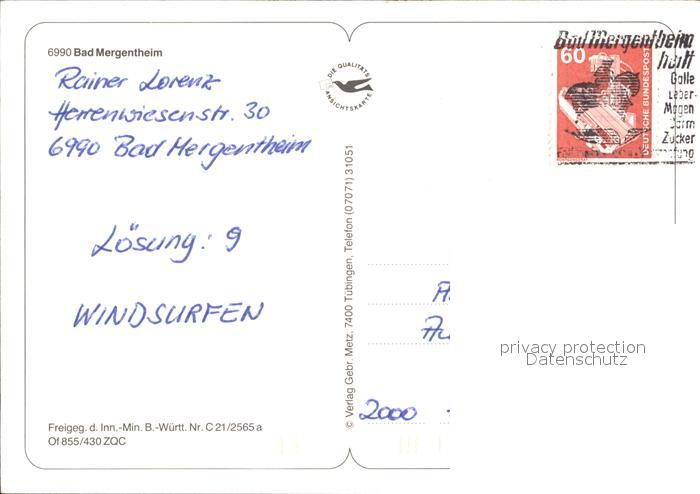 6990 Bad Mergentheim
Rainer Lorenz
Herrenwiesenstr. 30
6990 Bad Mergentheim
Lösung: 9
WINDSURFEN
Freigeg. d. Inn.-Min. B.-Württ. Nr. C 21/2565 a
Of 855/430 ZQC
DIE QUALITÄTS
ANSICHTSKARTE
© Verlag Gebr. Metz, 7400 Tübingen, Telefon (07071) 31051
60
DEUTSCHE BUNDESPOST
Bad Mergentheim
heilt
Galle
Leber-
Magen
Darm
Zucker
2000
privacy protection
Datenschutz